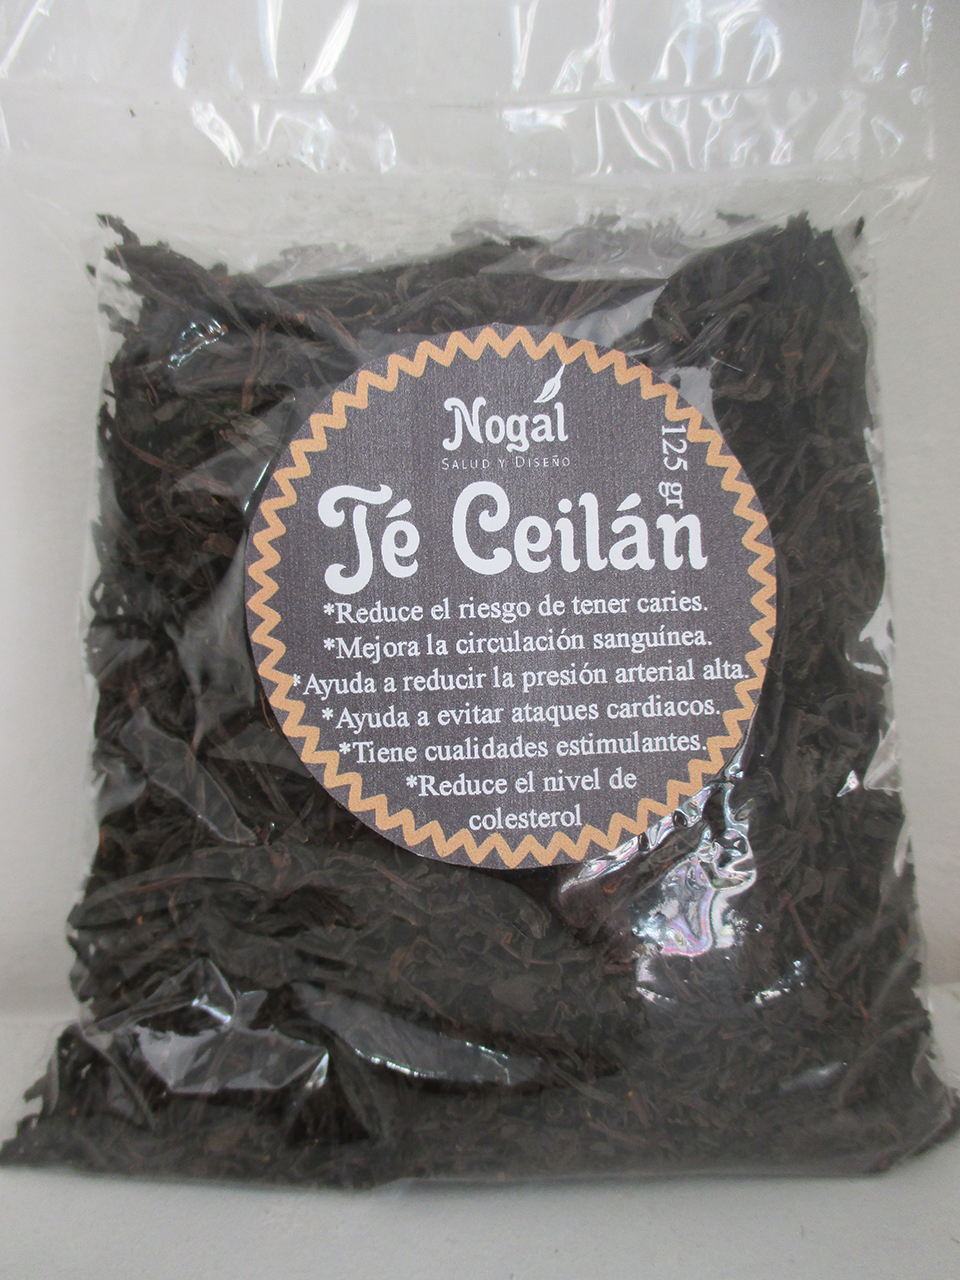 Nogal
SALUD Y DISEÑO
125 gr
Té Ceilán
*Reduce el riesgo de tener caries.
*Mejora la circulación sanguínea.
*Ayuda a reducir la presión arterial alta.
*Ayuda a evitar ataques cardiacos.
*Tiene cualidades estimulantes.
*Reduce el nivel de
colesterol